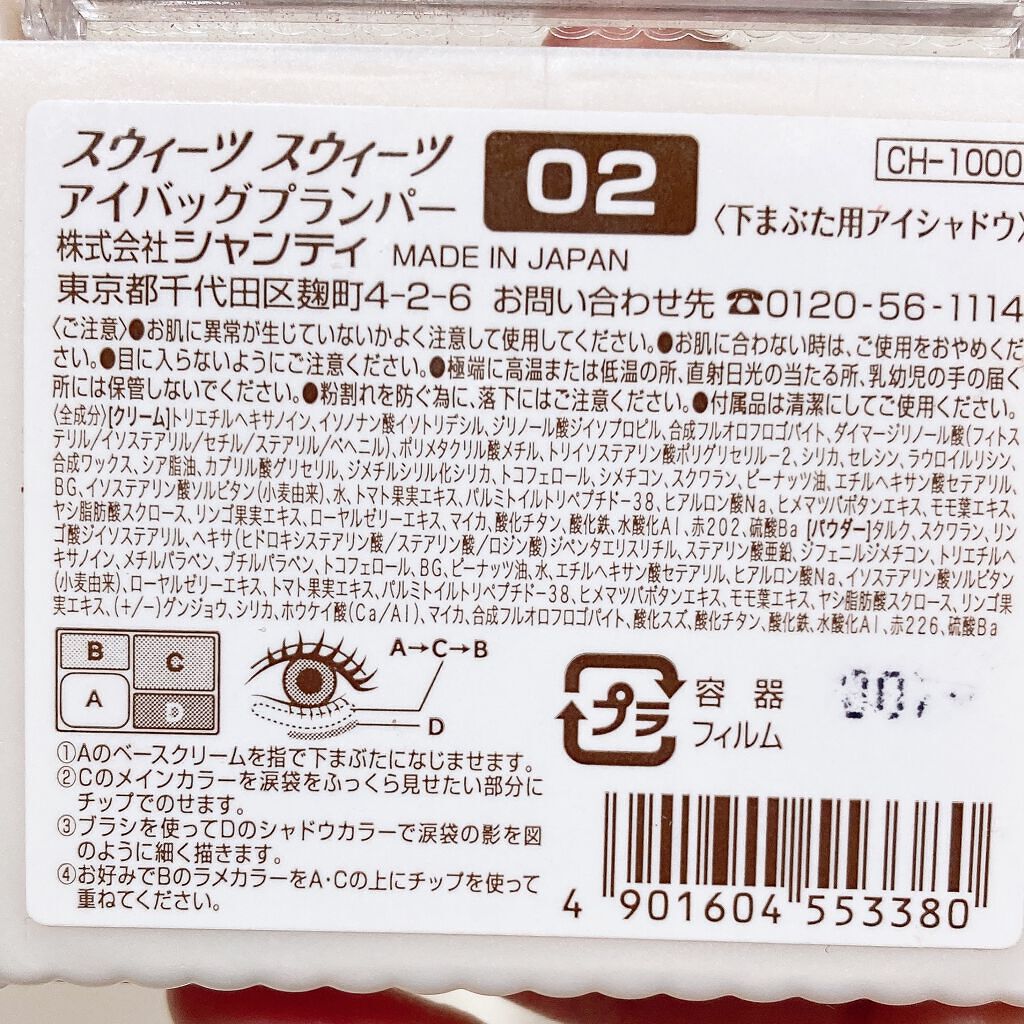 スウィーツ スウィーツ
アイバッグプランパー
02
CH-1000
〈下まぶた用アイシャドウ〉
株式会社シャンティ MADE IN JAPAN
東京都千代田区麹町4-2-6 お問い合わせ先 ☎0120-56-1114
〈ご注意〉●お肌に異常が生じていないかよく注意して使用してください。●お肌に合わない時は、ご使用をおやめくだ
さい。●目に入らないようにご注意ください。●極端に高温または低温の所、直射日光の当たる所、乳幼児の手の届く
所には保管しないでください。●粉割れを防ぐ為に、落下にはご注意ください。●付属品は清潔にしてご使用ください。
〈全成分〉[クリーム]トリエチルヘキサノイン、イソノナン酸イソトリデシル、ジリノール酸ジイソプロピル、合成フルオロフロゴパイト、ダイマージリノール酸(フィトス
テリル/イソステアリル/セチル/ステアリル/ベヘニル)、ポリメタクリル酸メチル、トリイソステアリン酸ポリグリセリル-2、シリカ、セレシン、ラウロイルリシン、
合成ワックス、シア脂油、カプリル酸グリセリル、ジメチルシリル化シリカ、トコフェロール、シメチコン、スクワラン、ピーナッツ油、エチルヘキサン酸セテアリル、
BG、イソステアリン酸ソルビタン(小麦由来)、水、トマト果実エキス、パルミトイルトリペプチド-38、ヒアルロン酸Na、ヒメマツバボタンエキス、モモ葉エキス、
ヤシ脂肪酸スクロース、リンゴ果実エキス、ローヤルゼリーエキス、マイカ、酸化チタン、酸化鉄、水酸化Al、赤202、硫酸Ba [パウダー]タルク、スクワラン、リン
ゴ酸ジイソステアリル、ヘキサ(ヒドロキシステアリン酸/ステアリン酸/ロジン酸)ジペンタエリスリチル、ステアリン酸亜鉛、ジフェニルジメチコン、トリエチルヘ
キサノイン、メチルパラベン、ブチルパラベン、トコフェロール、BG、ピーナッツ油、水、エチルヘキサン酸セテアリル、ヒアルロン酸Na、イソステアリン酸ソルビタン
(小麦由来)、ローヤルゼリーエキス、トマト果実エキス、パルミトイルトリペプチド-38、ヒメマツバボタンエキス、モモ葉エキス、ヤシ脂肪酸スクロース、リンゴ果
実エキス、(+/−)グンジョウ、シリカ、ホウケイ酸(Ca/Al)、マイカ、合成フルオロフロゴパイト、酸化スズ、酸化チタン、酸化鉄、水酸化Al、赤226、硫酸Ba
B
C
A
D
A→C→B
D
プラ
容器
フィルム
①Aのベースクリームを指で下まぶたになじませます。
②Cのメインカラーを涙袋をふっくら見せたい部分に
チップでのせます。
③ブラシを使ってDのシャドウカラーで涙袋の影を図
のように細く描きます。
④お好みでBのラメカラーをA・Cの上にチップを使って
重ねてください。
4 901604 553380